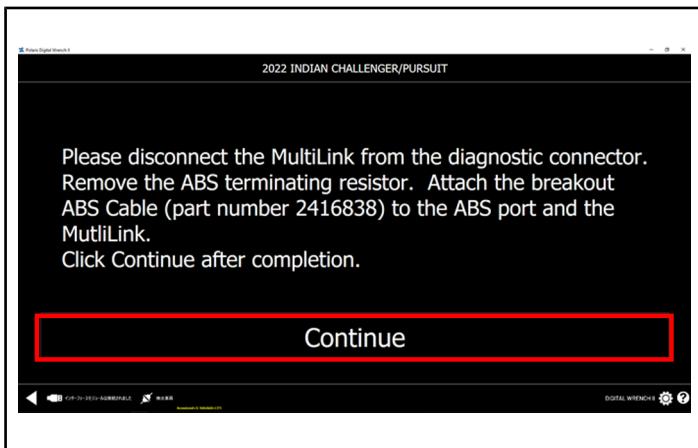 Polaris Digital Wrench II
2022 INDIAN CHALLENGER/PURSUIT
Please disconnect the MultiLink from the diagnostic connector.
Remove the ABS terminating resistor. Attach the breakout
ABS Cable (part number 2416838) to the ABS port and the
MutliLink.
Click Continue after completion.
Continue
DIGITAL WRENCH II